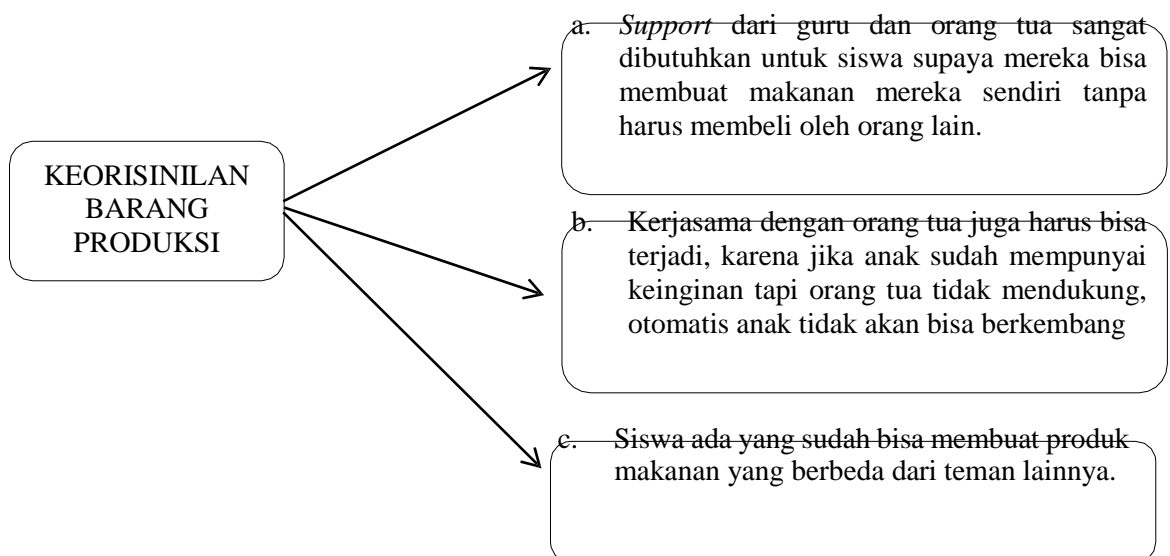 KEORISINILAN
BARANG
PRODUKSI
a. Support dari guru dan orang tua sangat
dibutuhkan untuk siswa supaya mereka bisa
membuat makanan mereka sendiri tanpa
harus membeli oleh orang lain.
b. Kerjasama dengan orang tua juga harus bisa
terjadi, karena jika anak sudah mempunyai
keinginan tapi orang tua tidak mendukung,
otomatis anak tidak akan bisa berkembang
c. Siswa ada yang sudah bisa membuat produk
makanan yang berbeda dari teman lainnya.